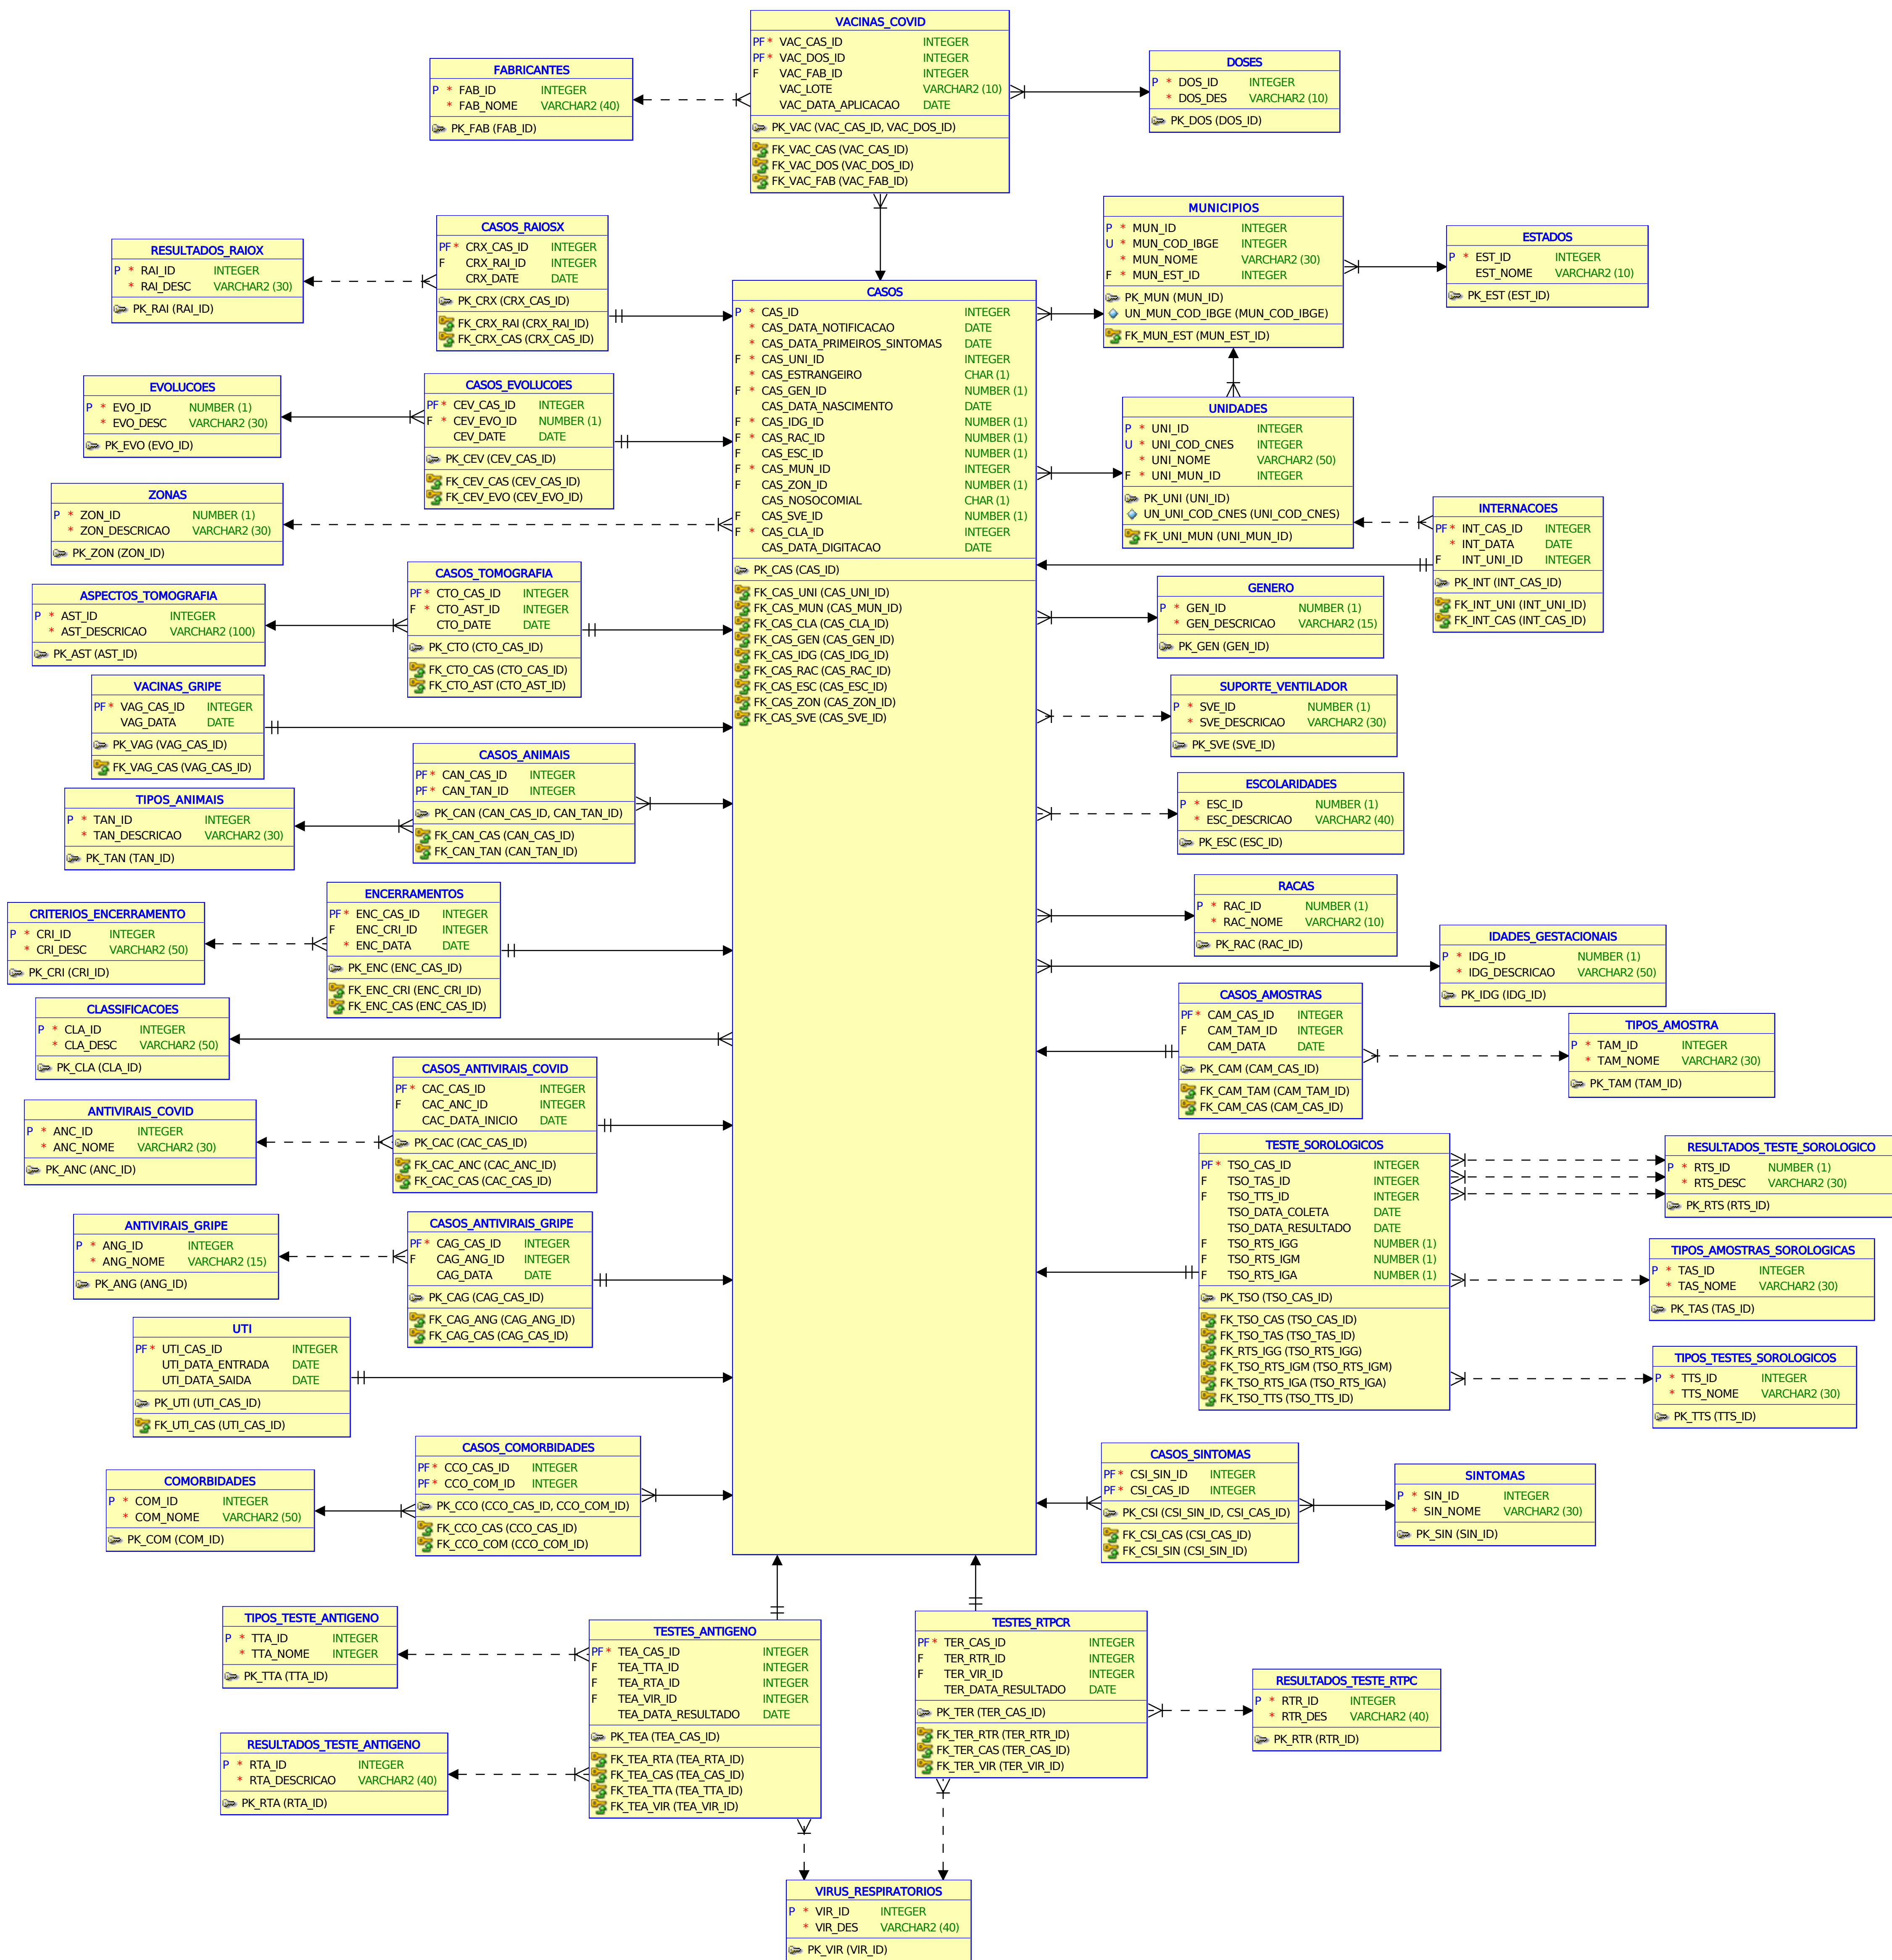 VACINAS_COVID
PF * VAC_CAS_ID INTEGER
PF * VAC_DOS_ID INTEGER
F VAC_FAB_ID INTEGER
VAC_LOTE VARCHAR2 (10)
VAC_DATA_APLICACAO DATE
PK_VAC (VAC_CAS_ID, VAC_DOS_ID)
FK_VAC_CAS (VAC_CAS_ID)
FK_VAC_DOS (VAC_DOS_ID)
FK_VAC_FAB (VAC_FAB_ID)
FABRICANTES
P * FAB_ID INTEGER
* FAB_NOME VARCHAR2 (40)
PK_FAB (FAB_ID)
DOSES
P * DOS_ID INTEGER
* DOS_DES VARCHAR2 (10)
PK_DOS (DOS_ID)
MUNICIPIOS
P * MUN_ID INTEGER
U * MUN_COD_IBGE INTEGER
* MUN_NOME VARCHAR2 (30)
F * MUN_EST_ID INTEGER
PK_MUN (MUN_ID)
UN_MUN_COD_IBGE (MUN_COD_IBGE)
FK_MUN_EST (MUN_EST_ID)
ESTADOS
P * EST_ID INTEGER
EST_NOME VARCHAR2 (10)
PK_EST (EST_ID)
CASOS_RAIOSX
PF * CRX_CAS_ID INTEGER
F CRX_RAI_ID INTEGER
CRX_DATE DATE
PK_CRX (CRX_CAS_ID)
FK_CRX_RAI (CRX_RAI_ID)
FK_CRX_CAS (CRX_CAS_ID)
RESULTADOS_RAIOX
P * RAI_ID INTEGER
* RAI_DESC VARCHAR2 (30)
PK_RAI (RAI_ID)
CASOS
P * CAS_ID INTEGER
* CAS_DATA_NOTIFICACAO DATE
* CAS_DATA_PRIMEIROS_SINTOMAS DATE
F * CAS_UNI_ID INTEGER
* CAS_ESTRANGEIRO CHAR (1)
F * CAS_GEN_ID NUMBER (1)
CAS_DATA_NASCIMENTO DATE
F * CAS_IDG_ID NUMBER (1)
F * CAS_RAC_ID NUMBER (1)
F CAS_ESC_ID NUMBER (1)
F * CAS_MUN_ID INTEGER
F CAS_ZON_ID NUMBER (1)
CAS_NOSOCOMIAL CHAR (1)
F CAS_SVE_ID NUMBER (1)
F * CAS_CLA_ID INTEGER
CAS_DATA_DIGITACAO DATE
PK_CAS (CAS_ID)
FK_CAS_UNI (CAS_UNI_ID)
FK_CAS_MUN (CAS_MUN_ID)
FK_CAS_CLA (CAS_CLA_ID)
FK_CAS_GEN (CAS_GEN_ID)
FK_CAS_IDG (CAS_IDG_ID)
FK_CAS_RAC (CAS_RAC_ID)
FK_CAS_ESC (CAS_ESC_ID)
FK_CAS_ZON (CAS_ZON_ID)
FK_CAS_SVE (CAS_SVE_ID)
EVOLUCOES
P * EVO_ID NUMBER (1)
* EVO_DESC VARCHAR2 (30)
PK_EVO (EVO_ID)
CASOS_EVOLUCOES
PF * CEV_CAS_ID INTEGER
F * CEV_EVO_ID NUMBER (1)
CEV_DATE DATE
PK_CEV (CEV_CAS_ID)
FK_CEV_CAS (CEV_CAS_ID)
FK_CEV_EVO (CEV_EVO_ID)
UNIDADES
P * UNI_ID INTEGER
U * UNI_COD_CNES INTEGER
* UNI_NOME VARCHAR2 (50)
F * UNI_MUN_ID INTEGER
PK_UNI (UNI_ID)
UN_UNI_COD_CNES (UNI_COD_CNES)
FK_UNI_MUN (UNI_MUN_ID)
INTERNACOES
PF * INT_CAS_ID INTEGER
* INT_DATA DATE
F INT_UNI_ID INTEGER
PK_INT (INT_CAS_ID)
FK_INT_UNI (INT_UNI_ID)
FK_INT_CAS (INT_CAS_ID)
ZONAS
P * ZON_ID NUMBER (1)
* ZON_DESCRICAO VARCHAR2 (30)
PK_ZON (ZON_ID)
CASOS_TOMOGRAFIA
PF * CTO_CAS_ID INTEGER
F * CTO_AST_ID INTEGER
CTO_DATE DATE
PK_CTO (CTO_CAS_ID)
FK_CTO_CAS (CTO_CAS_ID)
FK_CTO_AST (CTO_AST_ID)
ASPECTOS_TOMOGRAFIA
P * AST_ID INTEGER
* AST_DESCRICAO VARCHAR2 (100)
PK_AST (AST_ID)
GENERO
P * GEN_ID NUMBER (1)
* GEN_DESCRICAO VARCHAR2 (15)
PK_GEN (GEN_ID)
VACINAS_GRIPE
PF * VAG_CAS_ID INTEGER
VAG_DATA DATE
PK_VAG (VAG_CAS_ID)
FK_VAG_CAS (VAG_CAS_ID)
SUPORTE_VENTILADOR
P * SVE_ID NUMBER (1)
* SVE_DESCRICAO VARCHAR2 (30)
PK_SVE (SVE_ID)
CASOS_ANIMAIS
PF * CAN_CAS_ID INTEGER
PF * CAN_TAN_ID INTEGER
PK_CAN (CAN_CAS_ID, CAN_TAN_ID)
FK_CAN_CAS (CAN_CAS_ID)
FK_CAN_TAN (CAN_TAN_ID)
TIPOS_ANIMAIS
P * TAN_ID INTEGER
* TAN_DESCRICAO VARCHAR2 (30)
PK_TAN (TAN_ID)
ESCOLARIDADES
P * ESC_ID NUMBER (1)
* ESC_DESCRICAO VARCHAR2 (40)
PK_ESC (ESC_ID)
RACAS
P * RAC_ID NUMBER (1)
* RAC_NOME VARCHAR2 (10)
PK_RAC (RAC_ID)
ENCERRAMENTOS
PF * ENC_CAS_ID INTEGER
F ENC_CRI_ID INTEGER
* ENC_DATA DATE
PK_ENC (ENC_CAS_ID)
FK_ENC_CRI (ENC_CRI_ID)
FK_ENC_CAS (ENC_CAS_ID)
CRITERIOS_ENCERRAMENTO
P * CRI_ID INTEGER
* CRI_DESC VARCHAR2 (50)
PK_CRI (CRI_ID)
IDADES_GESTACIONAIS
P * IDG_ID NUMBER (1)
* IDG_DESCRICAO VARCHAR2 (50)
PK_IDG (IDG_ID)
CASOS_AMOSTRAS
PF * CAM_CAS_ID INTEGER
F CAM_TAM_ID INTEGER
CAM_DATA DATE
PK_CAM (CAM_CAS_ID)
FK_CAM_TAM (CAM_TAM_ID)
FK_CAM_CAS (CAM_CAS_ID)
TIPOS_AMOSTRA
P * TAM_ID INTEGER
* TAM_NOME VARCHAR2 (30)
PK_TAM (TAM_ID)
CLASSIFICACOES
P * CLA_ID INTEGER
* CLA_DESC VARCHAR2 (50)
PK_CLA (CLA_ID)
CASOS_ANTIVIRAIS_COVID
PF * CAC_CAS_ID INTEGER
F CAC_ANC_ID INTEGER
CAC_DATA_INICIO DATE
PK_CAC (CAC_CAS_ID)
FK_CAC_ANC (CAC_ANC_ID)
FK_CAC_CAS (CAC_CAS_ID)
ANTIVIRAIS_COVID
P * ANC_ID INTEGER
* ANC_NOME VARCHAR2 (30)
PK_ANC (ANC_ID)
TESTE_SOROLOGICOS
PF * TSO_CAS_ID INTEGER
F TSO_TAS_ID INTEGER
F TSO_TTS_ID INTEGER
TSO_DATA_COLETA DATE
TSO_DATA_RESULTADO DATE
F TSO_RTS_IGG NUMBER (1)
F TSO_RTS_IGM NUMBER (1)
F TSO_RTS_IGA NUMBER (1)
PK_TSO (TSO_CAS_ID)
FK_TSO_CAS (TSO_CAS_ID)
FK_TSO_TAS (TSO_TAS_ID)
FK_RTS_IGG (TSO_RTS_IGG)
FK_TSO_RTS_IGM (TSO_RTS_IGM)
FK_TSO_RTS_IGA (TSO_RTS_IGA)
FK_TSO_TTS (TSO_TTS_ID)
RESULTADOS_TESTE_SOROLOGICO
P * RTS_ID NUMBER (1)
* RTS_DESC VARCHAR2 (30)
PK_RTS (RTS_ID)
TIPOS_AMOSTRAS_SOROLOGICAS
P * TAS_ID INTEGER
* TAS_NOME VARCHAR2 (30)
PK_TAS (TAS_ID)
TIPOS_TESTES_SOROLOGICOS
P * TTS_ID INTEGER
* TTS_NOME VARCHAR2 (30)
PK_TTS (TTS_ID)
ANTIVIRAIS_GRIPE
P * ANG_ID INTEGER
* ANG_NOME VARCHAR2 (15)
PK_ANG (ANG_ID)
CASOS_ANTIVIRAIS_GRIPE
PF * CAG_CAS_ID INTEGER
F CAG_ANG_ID INTEGER
CAG_DATA DATE
PK_CAG (CAG_CAS_ID)
FK_CAG_ANG (CAG_ANG_ID)
FK_CAG_CAS (CAG_CAS_ID)
UTI
PF * UTI_CAS_ID INTEGER
UTI_DATA_ENTRADA DATE
UTI_DATA_SAIDA DATE
PK_UTI (UTI_CAS_ID)
FK_UTI_CAS (UTI_CAS_ID)
CASOS_COMORBIDADES
PF * CCO_CAS_ID INTEGER
PF * CCO_COM_ID INTEGER
PK_CCO (CCO_CAS_ID, CCO_COM_ID)
FK_CCO_CAS (CCO_CAS_ID)
FK_CCO_COM (CCO_COM_ID)
COMORBIDADES
P * COM_ID INTEGER
* COM_NOME VARCHAR2 (50)
PK_COM (COM_ID)
CASOS_SINTOMAS
PF * CSI_SIN_ID INTEGER
PF * CSI_CAS_ID INTEGER
PK_CSI (CSI_SIN_ID, CSI_CAS_ID)
FK_CSI_CAS (CSI_CAS_ID)
FK_CSI_SIN (CSI_SIN_ID)
SINTOMAS
P * SIN_ID INTEGER
* SIN_NOME VARCHAR2 (30)
PK_SIN (SIN_ID)
TIPOS_TESTE_ANTIGENO
P * TTA_ID INTEGER
* TTA_NOME INTEGER
PK_TTA (TTA_ID)
TESTES_ANTIGENO
PF * TEA_CAS_ID INTEGER
F TEA_TTA_ID INTEGER
F TEA_RTA_ID INTEGER
F TEA_VIR_ID INTEGER
TEA_DATA_RESULTADO DATE
PK_TEA (TEA_CAS_ID)
FK_TEA_RTA (TEA_RTA_ID)
FK_TEA_CAS (TEA_CAS_ID)
FK_TEA_TTA (TEA_TTA_ID)
FK_TEA_VIR (TEA_VIR_ID)
TESTES_RTPCR
PF * TER_CAS_ID INTEGER
F TER_RTR_ID INTEGER
F TER_VIR_ID INTEGER
TER_DATA_RESULTADO DATE
PK_TER (TER_CAS_ID)
FK_TER_RTR (TER_RTR_ID)
FK_TER_CAS (TER_CAS_ID)
FK_TER_VIR (TER_VIR_ID)
RESULTADOS_TESTE_RTPC
P * RTR_ID INTEGER
* RTR_DES VARCHAR2 (40)
PK_RTR (RTR_ID)
RESULTADOS_TESTE_ANTIGENO
P * RTA_ID INTEGER
* RTA_DESCRICAO VARCHAR2 (40)
PK_RTA (RTA_ID)
VIRUS_RESPIRATORIOS
P * VIR_ID INTEGER
* VIR_DES VARCHAR2 (40)
PK_VIR (VIR_ID)